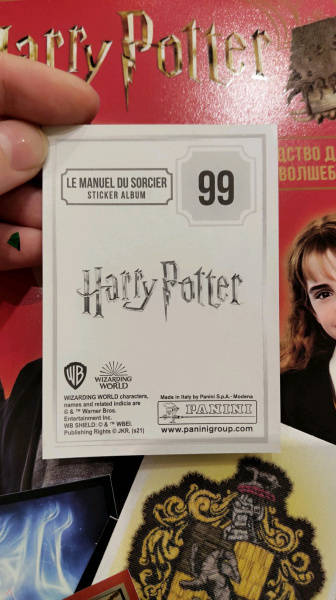 Harry Potter
ДСТВО Д
ВОЛШЕБ
LE MANUEL DU SORCIER
STICKER ALBUM
99
Harry Potter
WB
WIZARDING
WORLD
WIZARDING WORLD characters,
names and related indicia are
© & ™ Warner Bros.
Entertainment Inc.
WB SHIELD: © & ™ WBEI.
Publishing Rights © JKR. (s21)
Made in Italy by Panini S.p.A. - Modena
PANINI
www.paninigroup.com